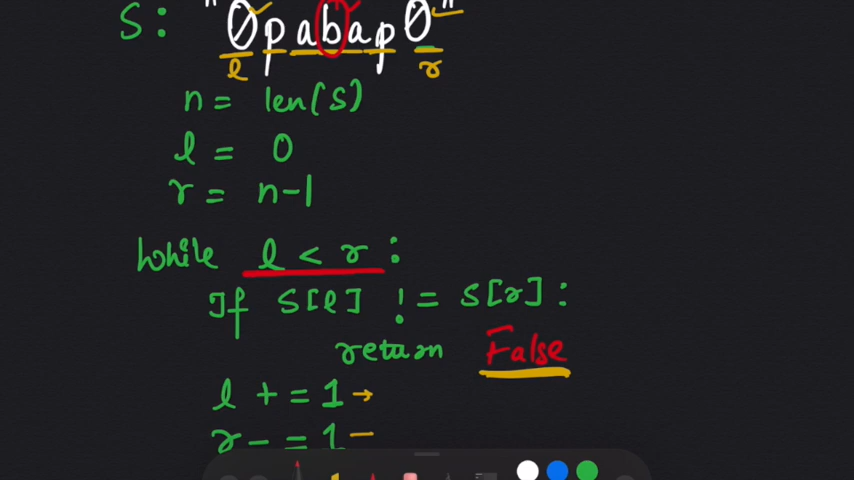 S: "0pabap0"
l r
n = len(S)
l = 0
r = n-1
while l < r :
If S[l] != S[r] :
return False
l += 1 →
r -= 1 –